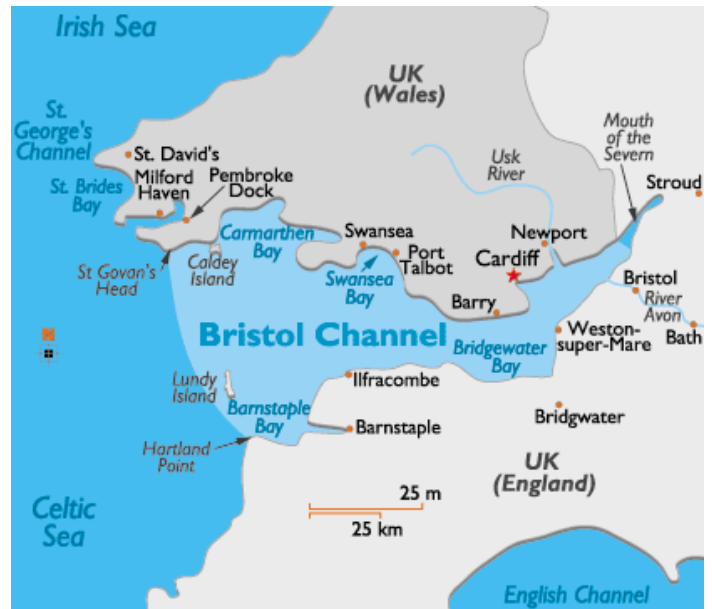 Irish Sea
UK
(Wales)
St.
George's
Channel
Mouth
of the
Severn
St. David's
Usk
River
Milford
Haven
Pembroke
Dock
Stroud
St. Brides
Bay
Carmarthen
Bay
Swansea
Newport
St Govan's
Head
Caldey
Island
Port
Talbot
Cardiff
Swansea
Bay
Bristol
River
Avon
Barry
Bristol Channel
Weston-
super-Mare
Bath
Bridgewater
Bay
Lundy
Island
Ilfracombe
Barnstaple
Bay
Bridgwater
Barnstaple
Hartland
Point
UK
(England)
25 m
25 km
Celtic
Sea
English Channel